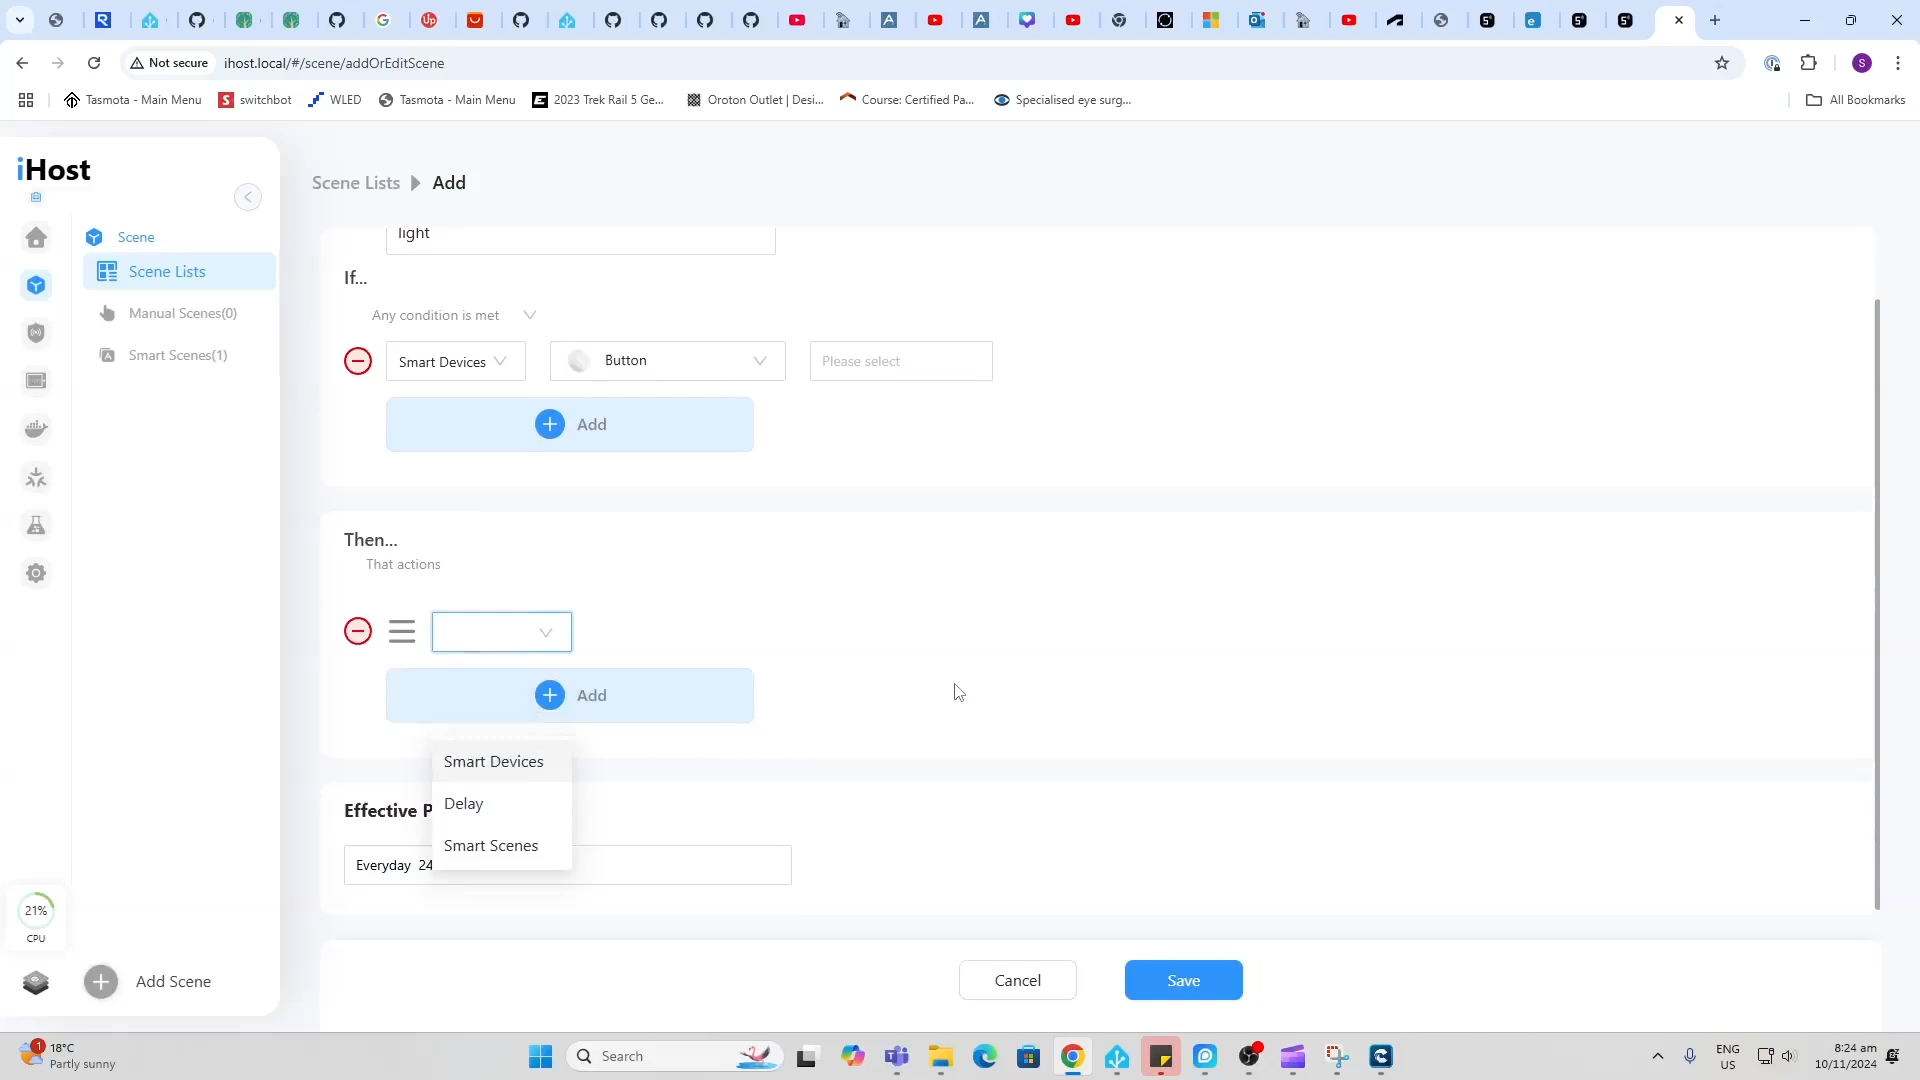 Not secure
ihost.local/#/scene/addOrEditScene
Tasmota - Main Menu
switchbot
WLED
Tasmota - Main Menu
2023 Trek Rail 5 Ge...
Oroton Outlet | Desi...
Course: Certified Pa...
Specialised eye surg...
All Bookmarks
iHost
Scene
Scene Lists
Manual Scenes(0)
Smart Scenes(1)
21%
CPU
Add Scene
Scene Lists
Add
light
If...
Any condition is met
Smart Devices
Button
Please select
Add
Then...
That actions
Add
Smart Devices
Delay
Smart Scenes
Effective P
Everyday 24
Cancel
Save
1
18°C
Partly sunny
Search
ENG
US
8:24 am
10/11/2024